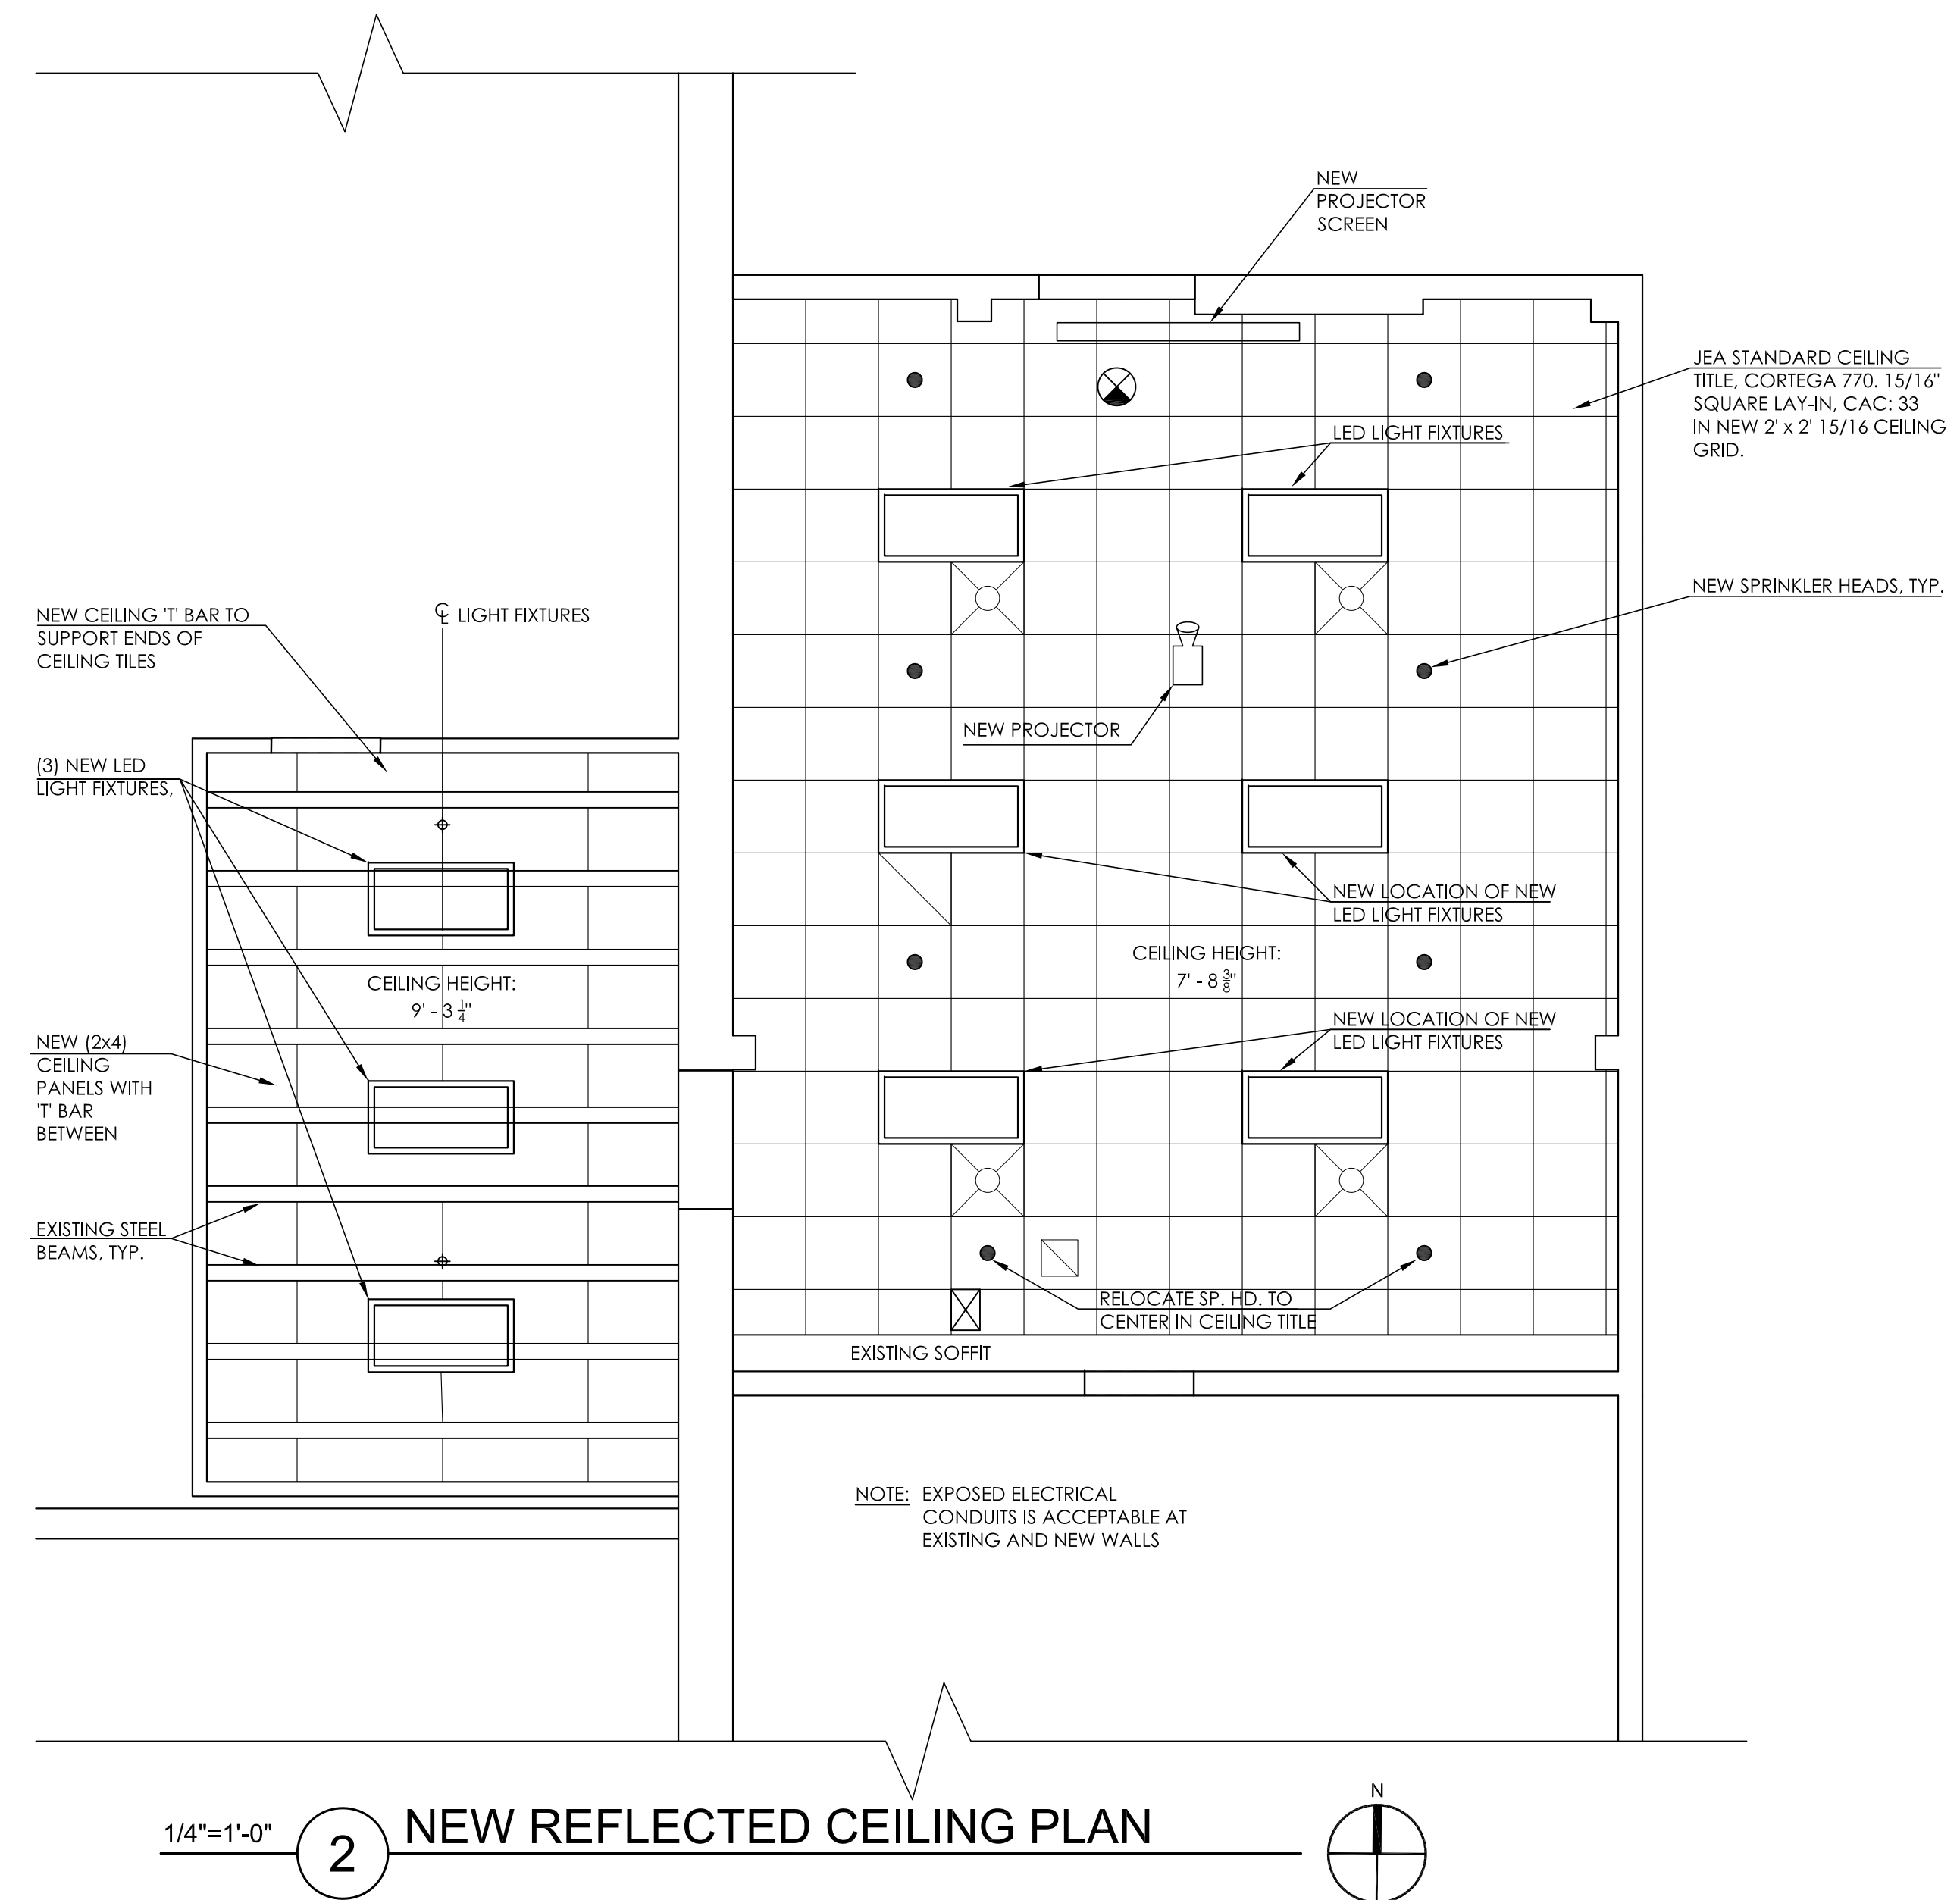 NEW
PROJECTOR
SCREEN
JEA STANDARD CEILING
TITLE, CORTEGA 770. 15/16"
SQUARE LAY-IN, CAC: 33
IN NEW 2' x 2' 15/16 CEILING
GRID.
LED LIGHT FIXTURES
NEW SPRINKLER HEADS, TYP.
NEW CEILING 'T' BAR TO
SUPPORT ENDS OF
CEILING TILES
℄ LIGHT FIXTURES
NEW PROJECTOR
(3) NEW LED
LIGHT FIXTURES,
NEW LOCATION OF NEW
LED LIGHT FIXTURES
CEILING HEIGHT:
7' - 8 3/8"
CEILING HEIGHT:
9' - 3 1/4"
NEW LOCATION OF NEW
LED LIGHT FIXTURES
NEW (2x4)
CEILING
PANELS WITH
'T' BAR
BETWEEN
EXISTING STEEL
BEAMS, TYP.
RELOCATE SP. HD. TO
CENTER IN CEILING TITLE
EXISTING SOFFIT
NOTE: EXPOSED ELECTRICAL
CONDUITS IS ACCEPTABLE AT
EXISTING AND NEW WALLS
1/4"=1'-0"
2
NEW REFLECTED CEILING PLAN
N